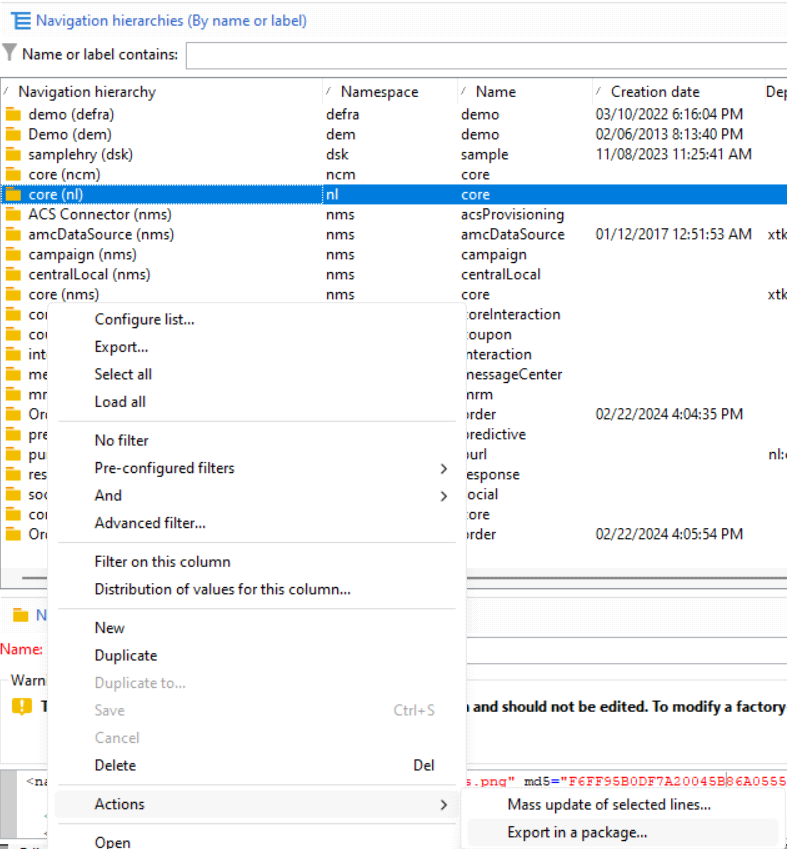 Navigation hierarchies (By name or label)
Name or label contains:
Navigation hierarchy Namespace Name Creation date
demo (defra) defra demo 03/10/2022 6:16:04 PM
Demo (dem) dem demo 02/06/2013 8:13:40 PM
samplehry (dsk) dsk sample 11/08/2023 11:25:41 AM
core (ncm) ncm core
core (nl) nl core
ACS Connector (nms) nms acsProvisioning
amcDataSource (nms) nms amcDataSource 01/12/2017 12:51:53 AM xtk
campaign (nms) nms campaign
centralLocal (nms) nms centralLocal
core (nms) nms core xtk
coreInteraction
coupon
interaction
messageCenter
mrm
order 02/22/2024 4:04:35 PM
predictive
purl nl:
response
social
core
order 02/22/2024 4:05:54 PM
Configure list...
Export...
Select all
Load all
No filter
Pre-configured filters
And
Advanced filter...
Filter on this column
Distribution of values for this column...
New
Duplicate
Duplicate to...
Save Ctrl+S
Cancel
Delete Del
Actions
Open
Mass update of selected lines...
Export in a package...
N
Name:
Warn
and should not be edited. To modify a factory
<na s.png" md5="F6FF95B0DF7A20045B86A0555